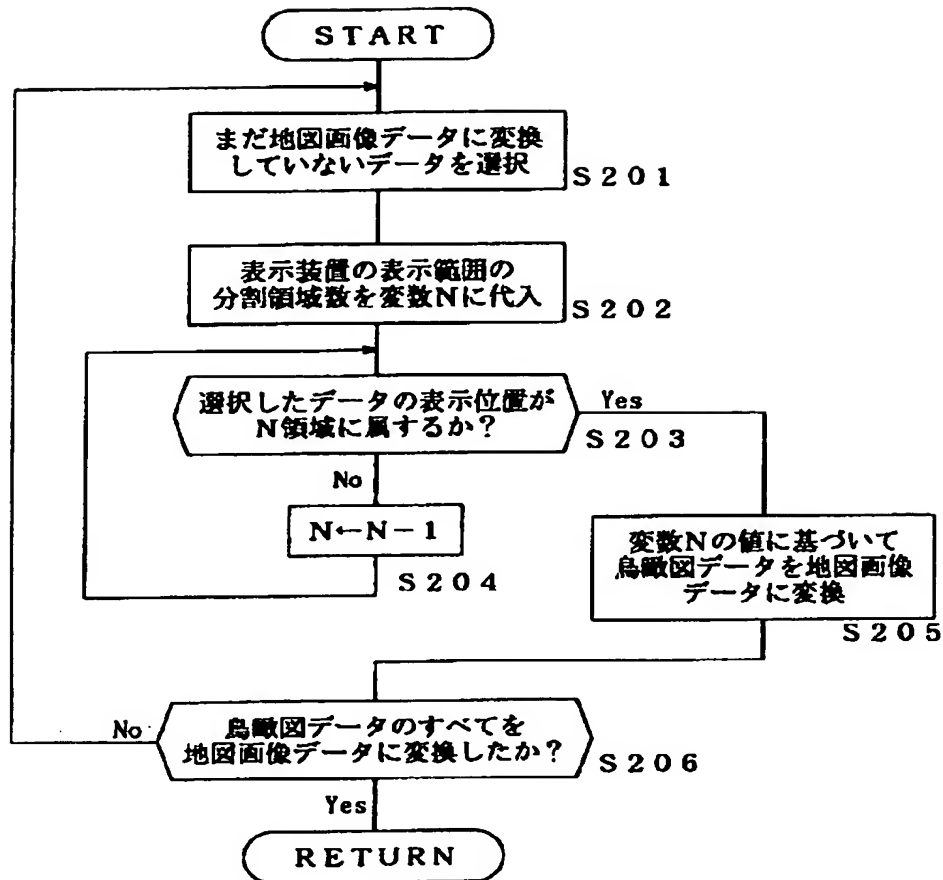 START
まだ地図画像データに変換
していないデータを選択
S201
表示装置の表示範囲の
分割領域数を変数Nに代入
S202
選択したデータの表示位置が
N領域に属するか?
Yes
S203
No
N←N-1
S204
変数Nの値に基づいて
鳥瞰図データを地図画像
データに変換
S205
鳥瞰図データのすべてを
地図画像データに変換したか?
No
S206
Yes
RETURN